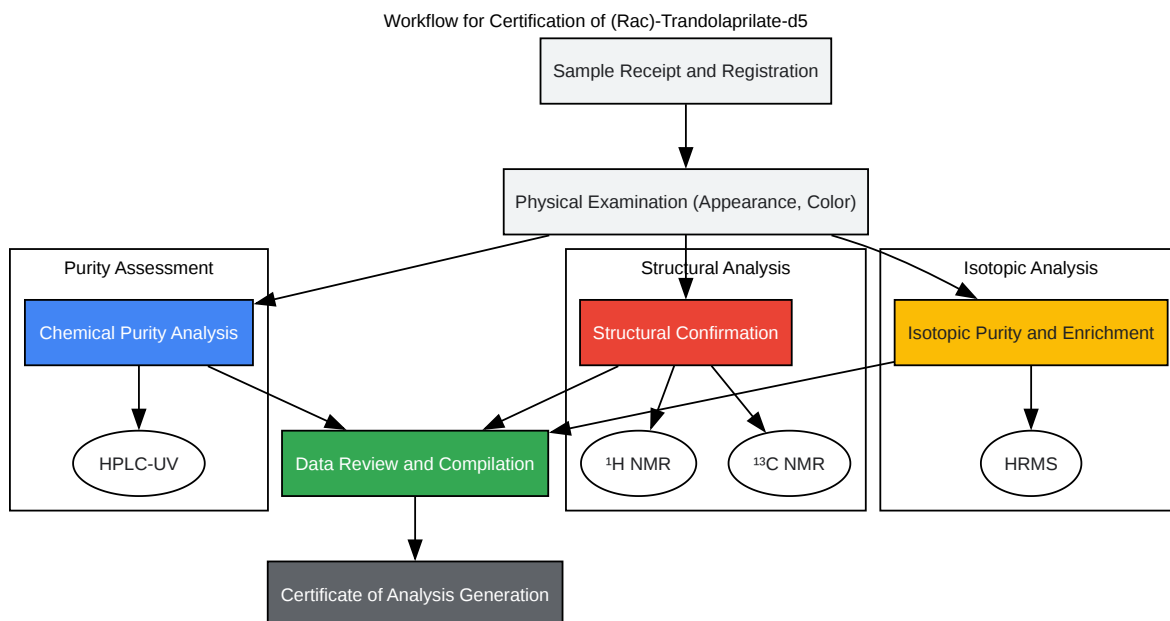 Workflow for Certification of (Rac)-Trandolaprilate-d5
Sample Receipt and Registration
Physical Examination (Appearance, Color)
Purity Assessment
Structural Analysis
Isotopic Analysis
Chemical Purity Analysis
Structural Confirmation
Isotopic Purity and Enrichment
HPLC-UV
Data Review and Compilation
¹H NMR
¹³C NMR
HRMS
Certificate of Analysis Generation